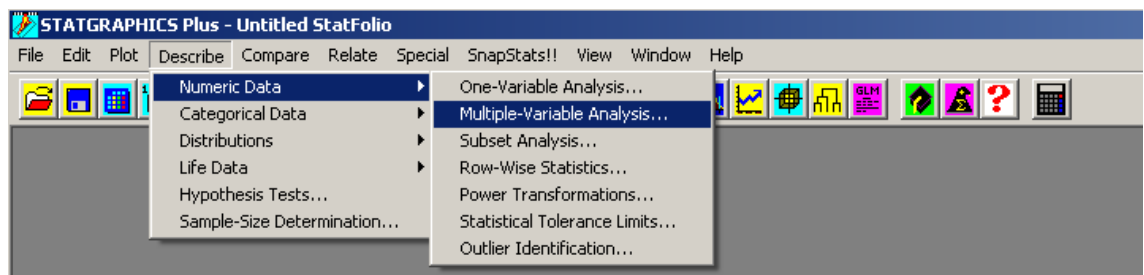 STATGRAPHICS Plus - Untitled StatFolio
File Edit Plot Describe Compare Relate Special SnapStats!! View Window Help
Numeric Data
Categorical Data
Distributions
Life Data
Hypothesis Tests...
Sample-Size Determination...
One-Variable Analysis...
Multiple-Variable Analysis...
Subset Analysis...
Row-Wise Statistics...
Power Transformations...
Statistical Tolerance Limits...
Outlier Identification...
GLM